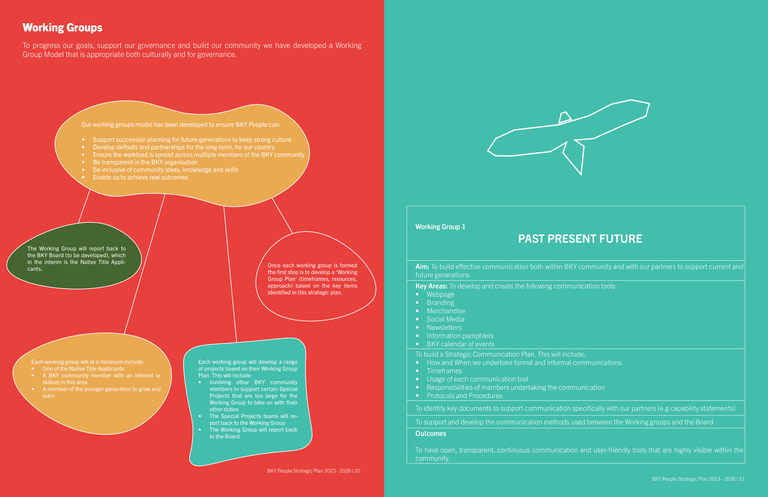 Working Groups
To progress our goals, support our governance and build our community we have developed a Working
Group Model that is appropriate both culturally and for governance.
Our working groups model has been developed to ensure BKY People can:
• Support succession planning for future generations to keep strong culture
• Develop skillsets and partnerships for the long-term, for our country
• Ensure the workload is spread across multiple members of the BKY community
• Be transparent in the BKY organisation
• Be inclusive of community ideas, knowledge and skills
• Enable us to achieve real outcomes
The Working Group will report back to
the BKY Board (to be developed), which
in the interim is the Native Title Appli-
cants.
Once each working group is formed
the first step is to develop a 'Working
Group Plan' (timeframes, resources,
approach) based on the key items
identified in this strategic plan.
Each working group will at a minimum include:
• One of the Native Title Applicants
• A BKY community member with an interest or
skillset in this area
• A member of the younger generation to grow and
learn
Each working group will develop a range
of projects based on their Working Group
Plan. This will include:
• Involving other BKY community
members to support certain Special
Projects that are too large for the
Working Group to take on with their
other duties
• The Special Projects teams will re-
port back to the Working Group
• The Working Group will report back
to the Board
BKY People Strategic Plan 2023 - 2026 | 20
Working Group 1
PAST PRESENT FUTURE
Aim: To build effective communication both within BKY community and with our partners to support current and
future generations
Key Areas: To develop and create the following communication tools:
• Webpage
• Branding
• Merchandise
• Social Media
• Newsletters
• Information pamphlets
• BKY calendar of events
To build a Strategic Communication Plan. This will include:
• How and When we undertake formal and informal communications
• Timeframes
• Usage of each communication tool
• Responsibilities of members undertaking the communication
• Protocols and Procedures
To identify key documents to support communication specifically with our partners (e.g capability statements)
To support and develop the communication methods used between the Working groups and the Board
Outcomes
To have open, transparent, continuous communication and user-friendly tools that are highly visible within the
community.
BKY People Strategic Plan 2023 - 2026 | 21